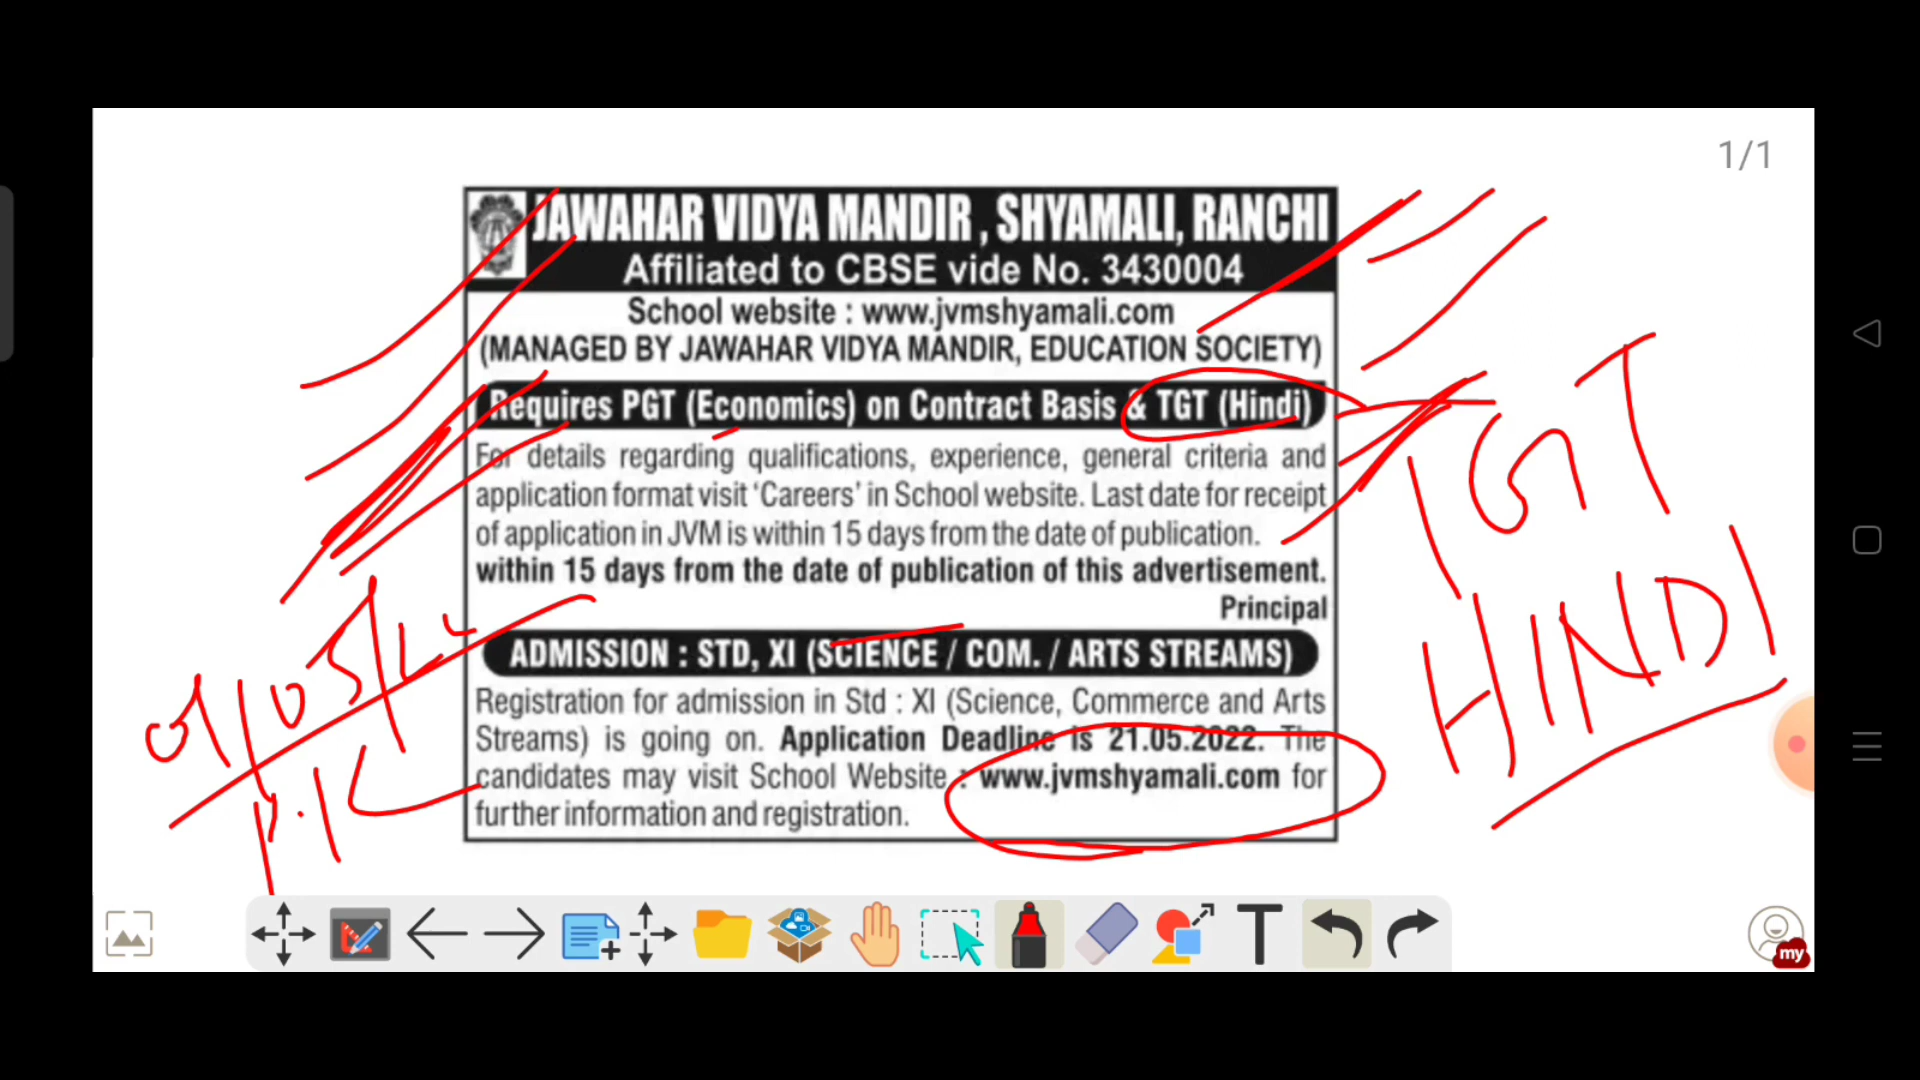 1/1
JAWAHAR VIDYA MANDIR, SHYAMALI, RANCHI
Affiliated to CBSE vide No. 3430004
School website : www.jvmshyamali.com
(MANAGED BY JAWAHAR VIDYA MANDIR, EDUCATION SOCIETY)
Requires PGT (Economics) on Contract Basis & TGT (Hindi)
For details regarding qualifications, experience, general criteria and
application format visit ‘Careers’ in School website. Last date for receipt
of application in JVM is within 15 days from the date of publication.
within 15 days from the date of publication of this advertisement.
Principal
ADMISSION : STD, XI (SCIENCE / COM. / ARTS STREAMS)
Registration for admission in Std : XI (Science, Commerce and Arts
Streams) is going on. Application Deadline is 21.05.2022. The
candidates may visit School Website : www.jvmshyamali.com for
further information and registration.
TGT
HINDI
P.K
my